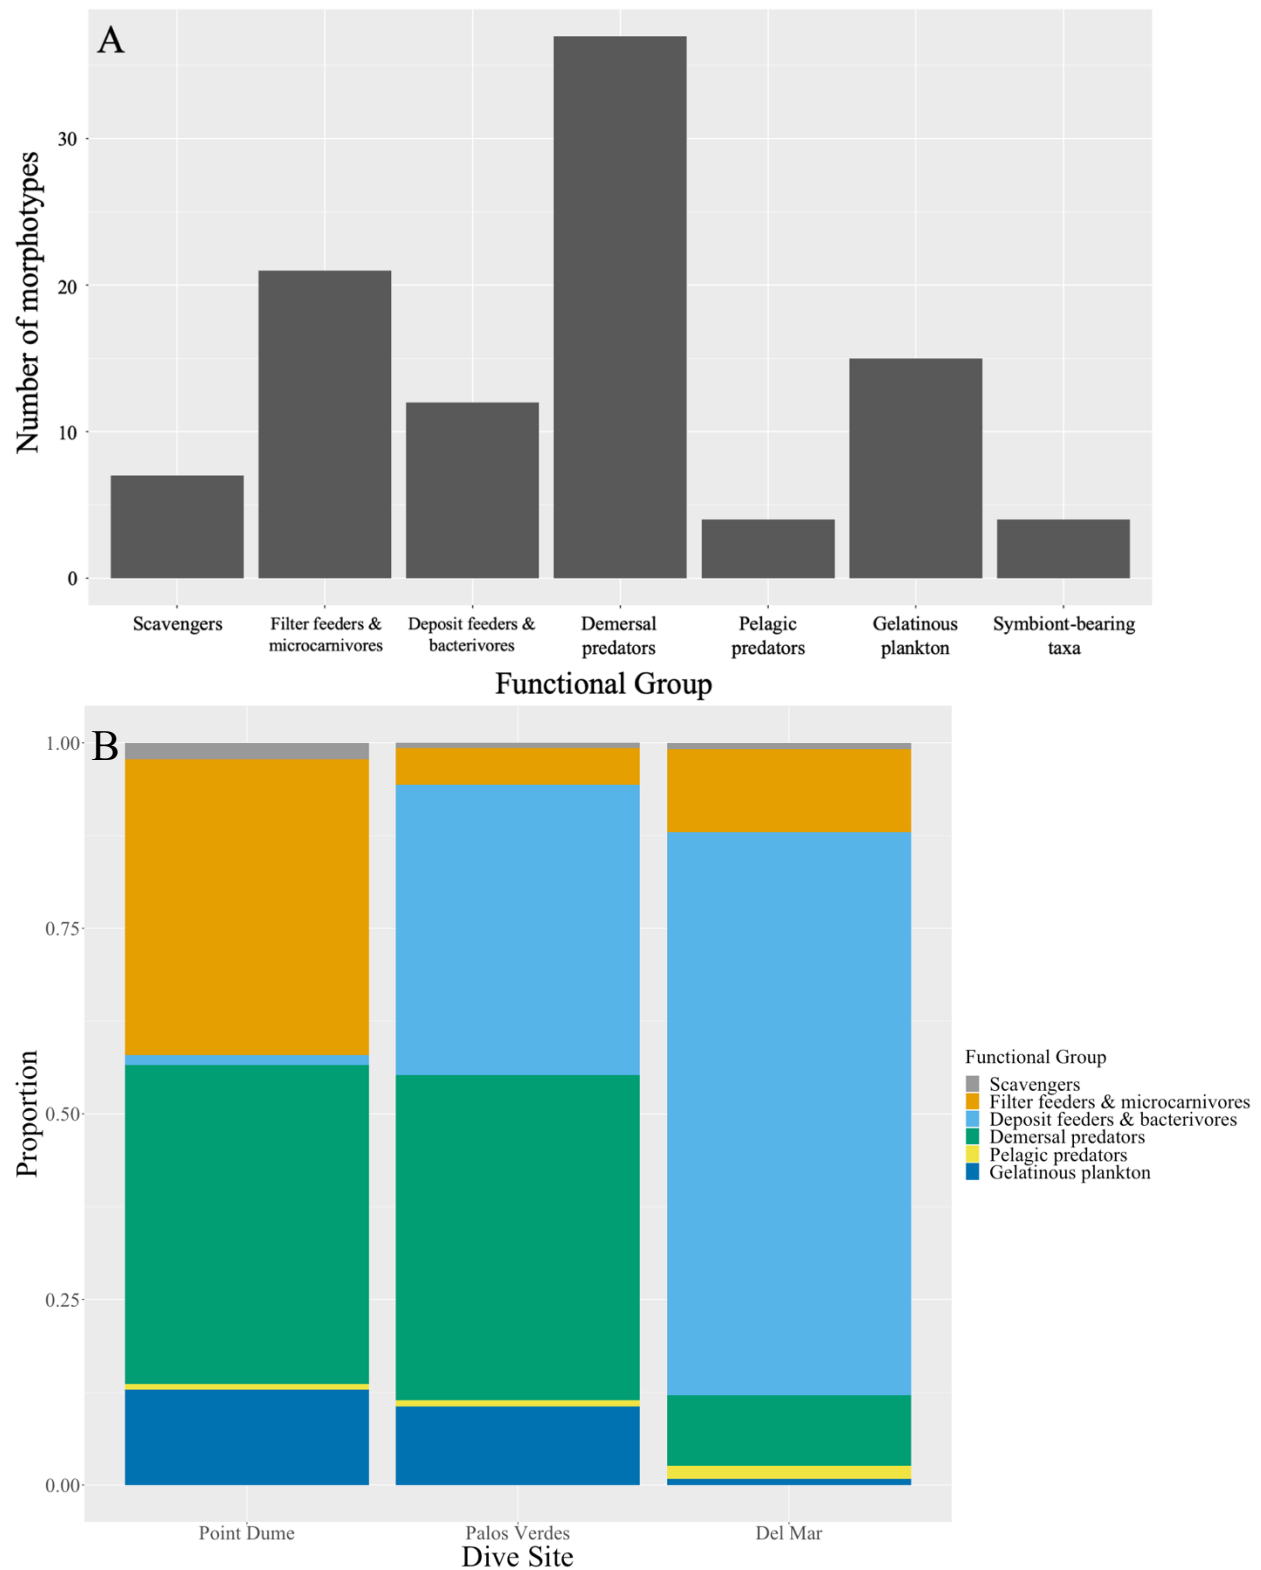 A
Number of morphotypes
30
20
10
0
Scavengers
Filter feeders &
microcarnivores
Deposit feeders &
bacterivores
Demersal
predators
Pelagic
predators
Gelatinous
plankton
Symbiont-bearing
taxa
Functional Group
B
Proportion
1.00
0.75
0.50
0.25
0.00
Point Dume
Palos Verdes
Del Mar
Dive Site
Functional Group
Scavengers
Filter feeders & microcarnivores
Deposit feeders & bacterivores
Demersal predators
Pelagic predators
Gelatinous plankton